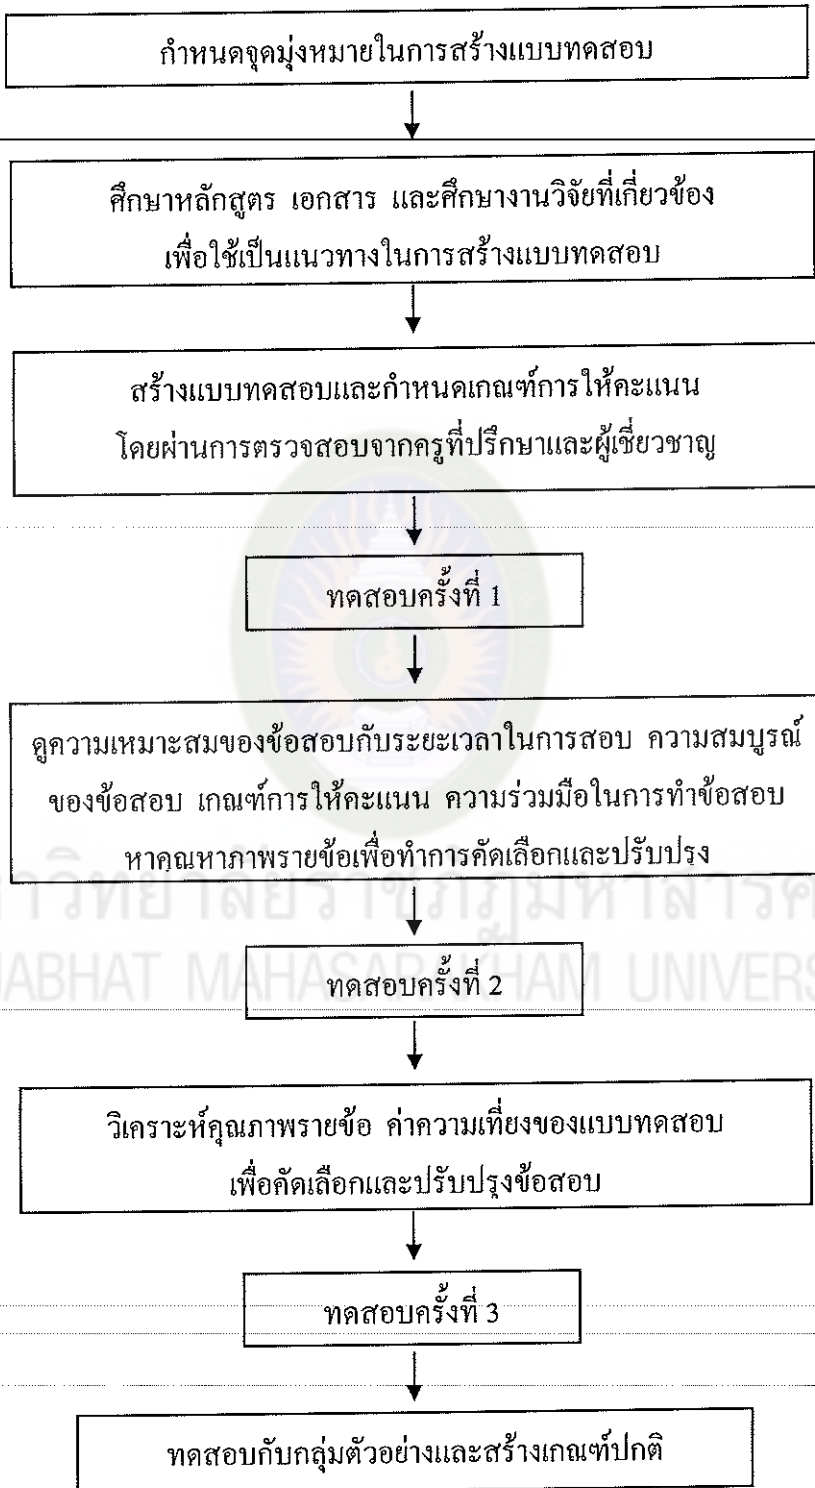 กำหนดจุดมุ่งหมายในการสร้างแบบทดสอบ
ศึกษาหลักสูตร เอกสาร และศึกษางานวิจัยที่เกี่ยวข้อง
เพื่อใช้เป็นแนวทางในการสร้างแบบทดสอบ
สร้างแบบทดสอบและกำหนดเกณฑ์การให้คะแนน
โดยผ่านการตรวจสอบจากครูที่ปรึกษาและผู้เชี่ยวชาญ
ทดสอบครั้งที่ 1
ดูความเหมาะสมของข้อสอบกับระยะเวลาในการสอบ ความสมบูรณ์
ของข้อสอบ เกณฑ์การให้คะแนน ความร่วมมือในการทำข้อสอบ
หาคุณหาภาพรายข้อเพื่อทำการคัดเลือกและปรับปรุง
าวิทยาลัยราชภัฏมหาสารค
JABHAT MAHASARAKHAM UNIVERS
ทดสอบครั้งที่ 2
วิเคราะห์คุณภาพรายข้อ ค่าความเที่ยงของแบบทดสอบ
เพื่อคัดเลือกและปรับปรุงข้อสอบ
ทดสอบครั้งที่ 3
ทดสอบกับกลุ่มตัวอย่างและสร้างเกณฑ์ปกติ